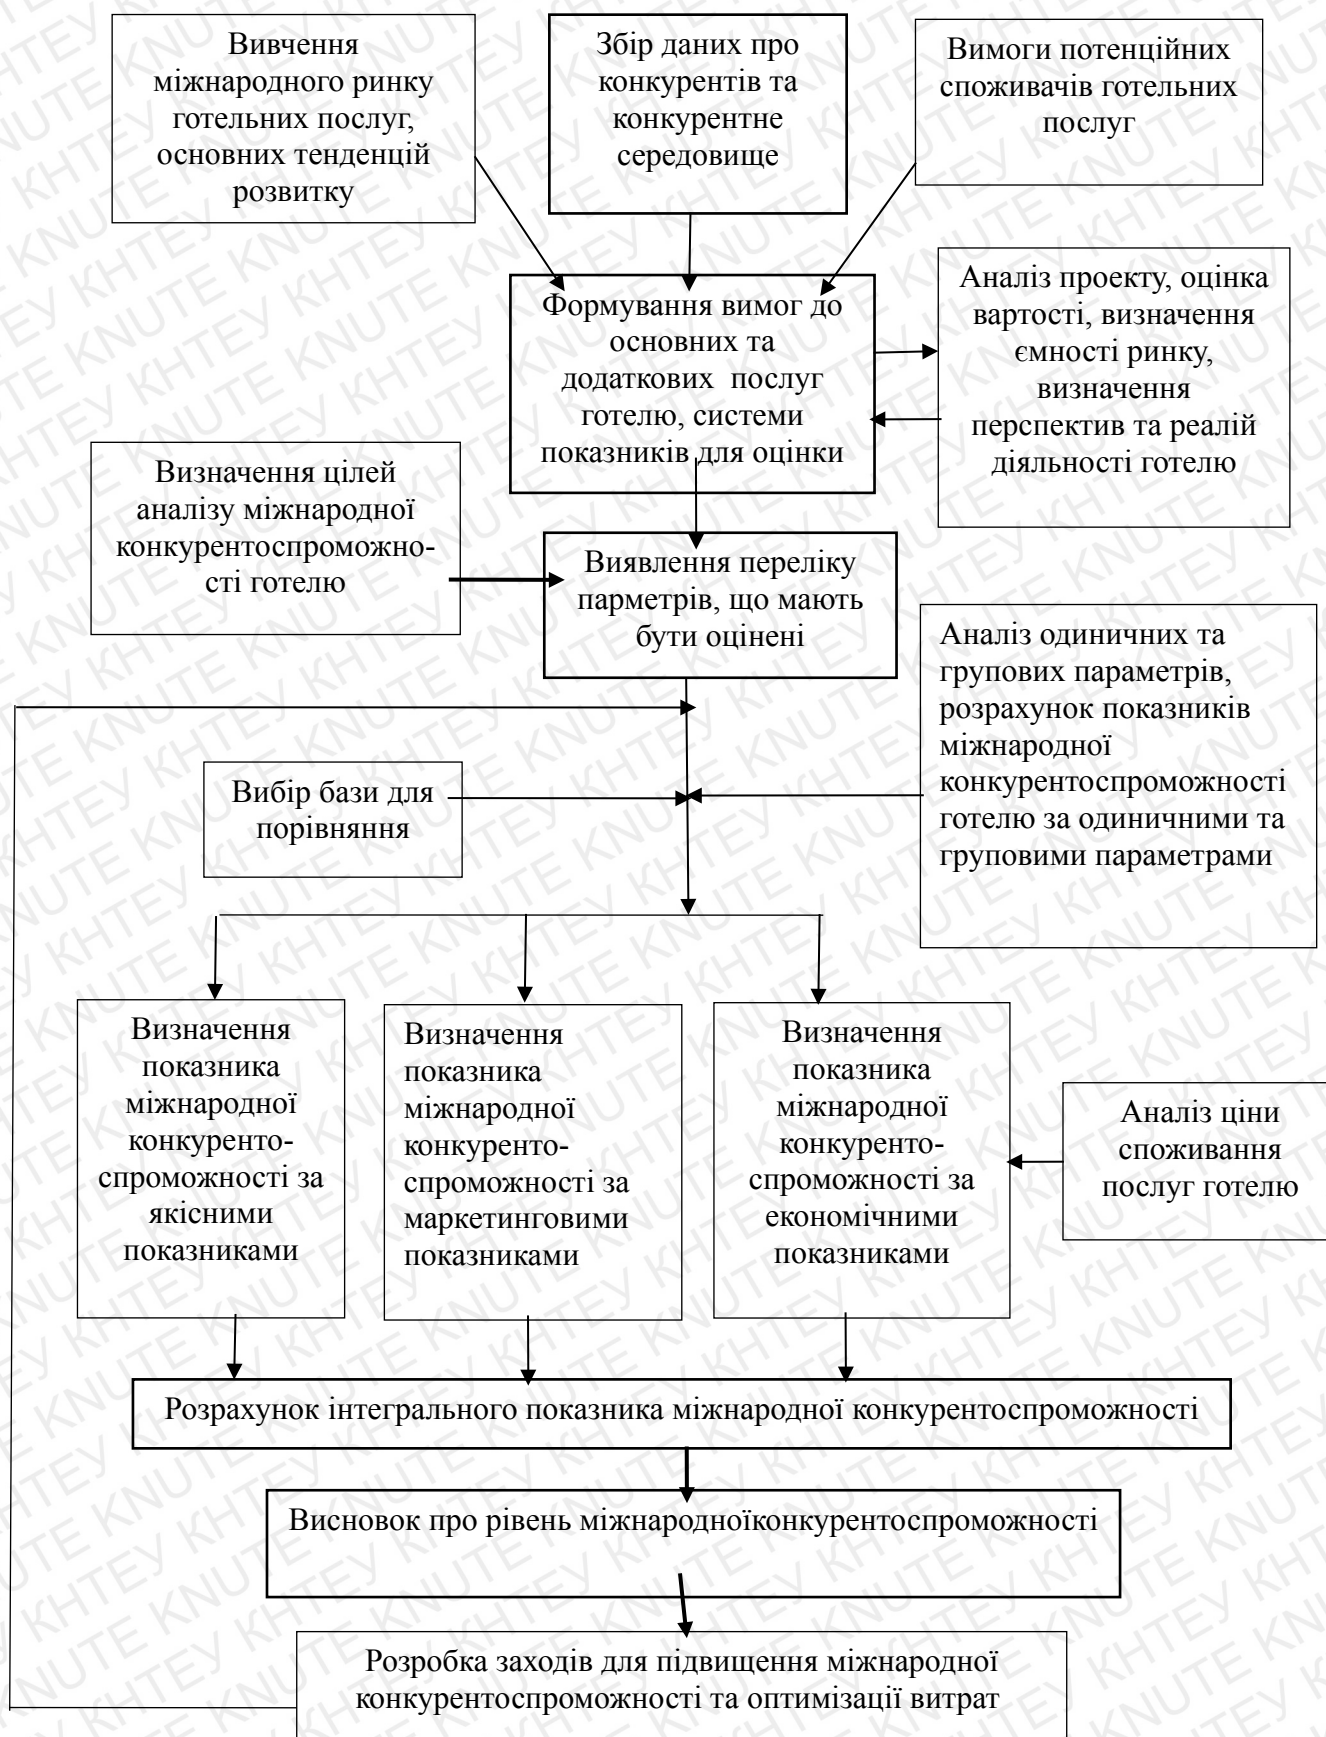 Вивчення
міжнародного ринку
готельних послуг,
основних тенденцій
розвитку
Збір даних про
конкурентів та
конкурентне
середовище
Вимоги потенційних
споживачів готельних
послуг
Формування вимог до
основних та
додаткових послуг
готелю, системи
показників для оцінки
Аналіз проекту, оцінка
вартості, визначення
ємності ринку,
визначення
перспектив та реалій
діяльності готелю
Визначення цілей
аналізу міжнародної
конкурентоспроможно-
сті готелю
Виявлення переліку
парметрів, що мають
бути оцінені
Аналіз одиничних та
групових параметрів,
розрахунок показників
міжнародної
конкурентоспроможності
готелю за одиничними та
груповими параметрами
Вибір бази для
порівняння
Визначення
показника
міжнародної
конкуренто-
спроможності за
якісними
показниками
Визначення
показника
міжнародної
конкуренто-
спроможності за
маркетинговими
показниками
Визначення
показника
міжнародної
конкуренто-
спроможності за
економічними
показниками
Аналіз ціни
споживання
послуг готелю
Розрахунок інтегрального показника міжнародної конкурентоспроможності
Висновок про рівень міжнародноїконкурентоспроможності
Розробка заходів для підвищення міжнародної
конкурентоспроможності та оптимізації витрат